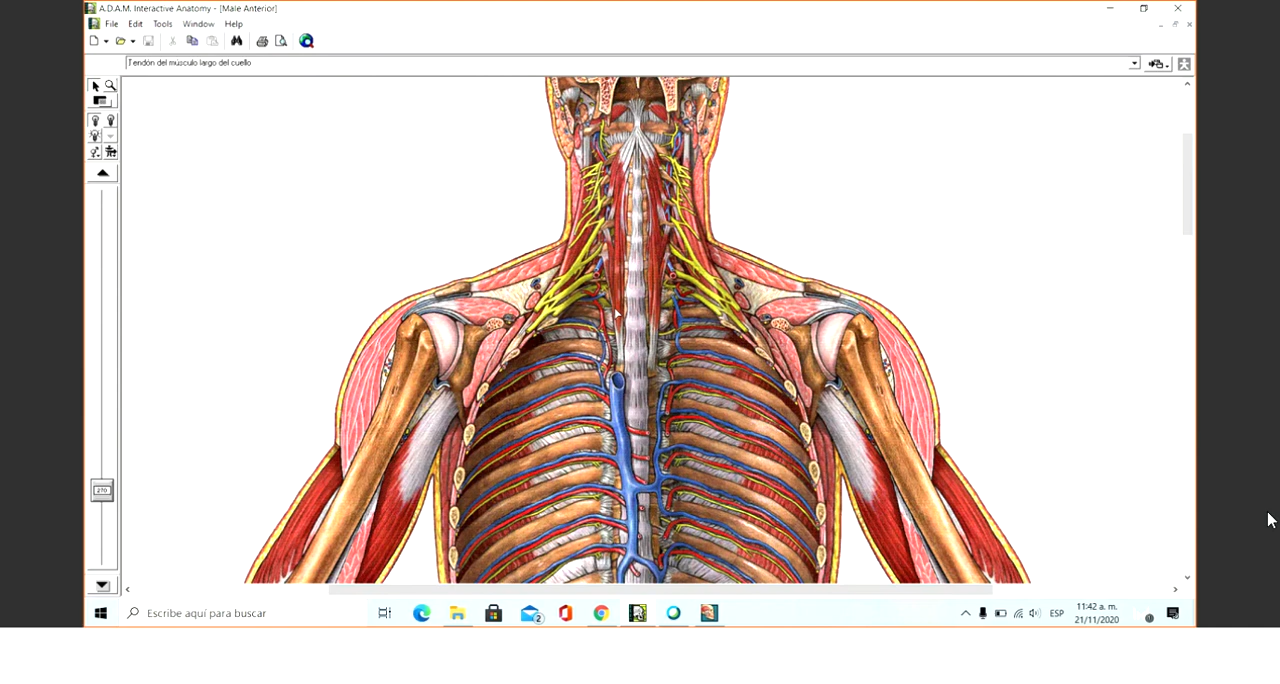 A.D.A.M. Interactive Anatomy - [Male Anterior]
File Edit Tools Window Help
Tendón del músculo largo del cuello
270
Escribe aquí para buscar
2
ESP
11:42 a. m.
21/11/2020